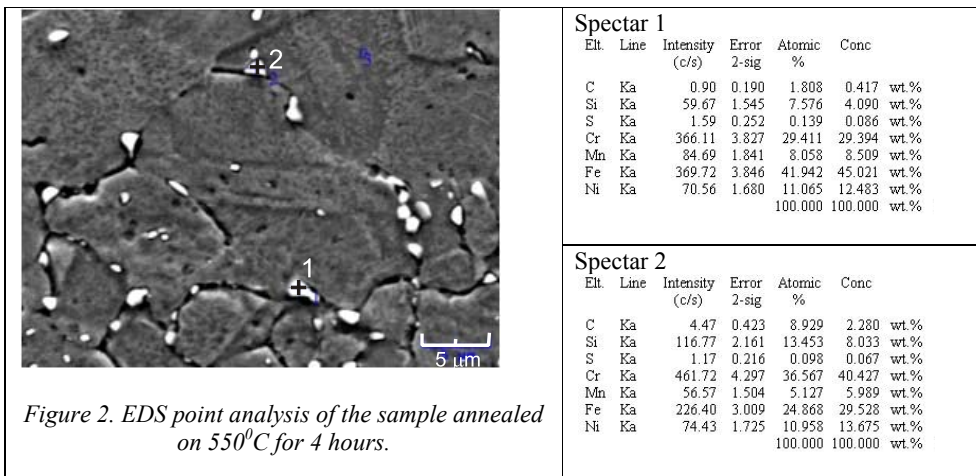 2
1
5 µm
Figure 2. EDS point analysis of the sample annealed
on 550⁰C for 4 hours.
Spectar 1
Elt. Line Intensity Error Atomic Conc
(c/s) 2-sig %
C Ka 0.90 0.190 1.808 0.417 wt.%
Si Ka 59.67 1.545 7.576 4.090 wt.%
S Ka 1.59 0.252 0.139 0.086 wt.%
Cr Ka 366.11 3.827 29.411 29.394 wt.%
Mn Ka 84.69 1.841 8.058 8.509 wt.%
Fe Ka 369.72 3.846 41.942 45.021 wt.%
Ni Ka 70.56 1.680 11.065 12.483 wt.%
100.000 100.000 wt.%
Spectar 2
Elt. Line Intensity Error Atomic Conc
(c/s) 2-sig %
C Ka 4.47 0.423 8.929 2.280 wt.%
Si Ka 116.77 2.161 13.453 8.033 wt.%
S Ka 1.17 0.216 0.098 0.067 wt.%
Cr Ka 461.72 4.297 36.567 40.427 wt.%
Mn Ka 56.57 1.504 5.127 5.989 wt.%
Fe Ka 226.40 3.009 24.868 29.528 wt.%
Ni Ka 74.43 1.725 10.958 13.675 wt.%
100.000 100.000 wt.%